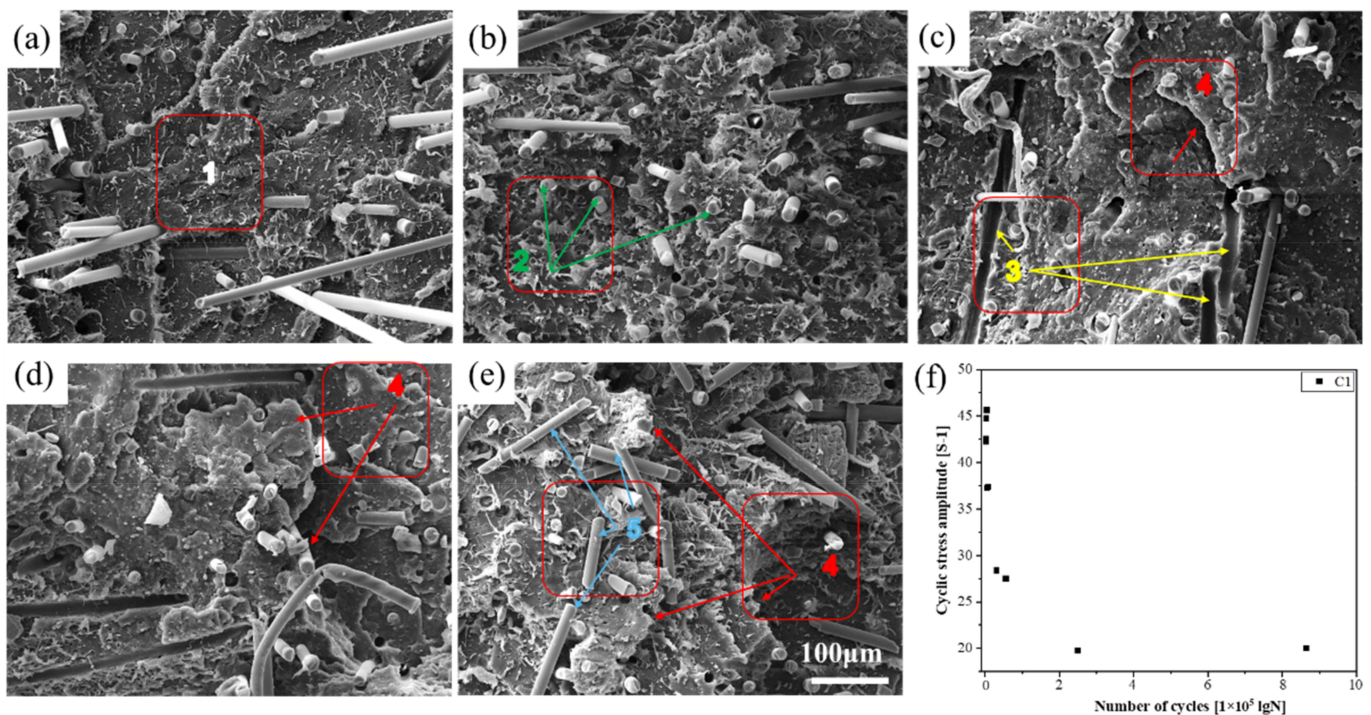 (a)
1
(b)
2
(c)
4
3
(d)
4
(e)
5
4
100μm
(f)
50
45
40
35
30
25
20
C1
Cyclic stress amplitude [S-1]
0 2 4 6 8 10
Number of cycles [1×10⁵ lgN]